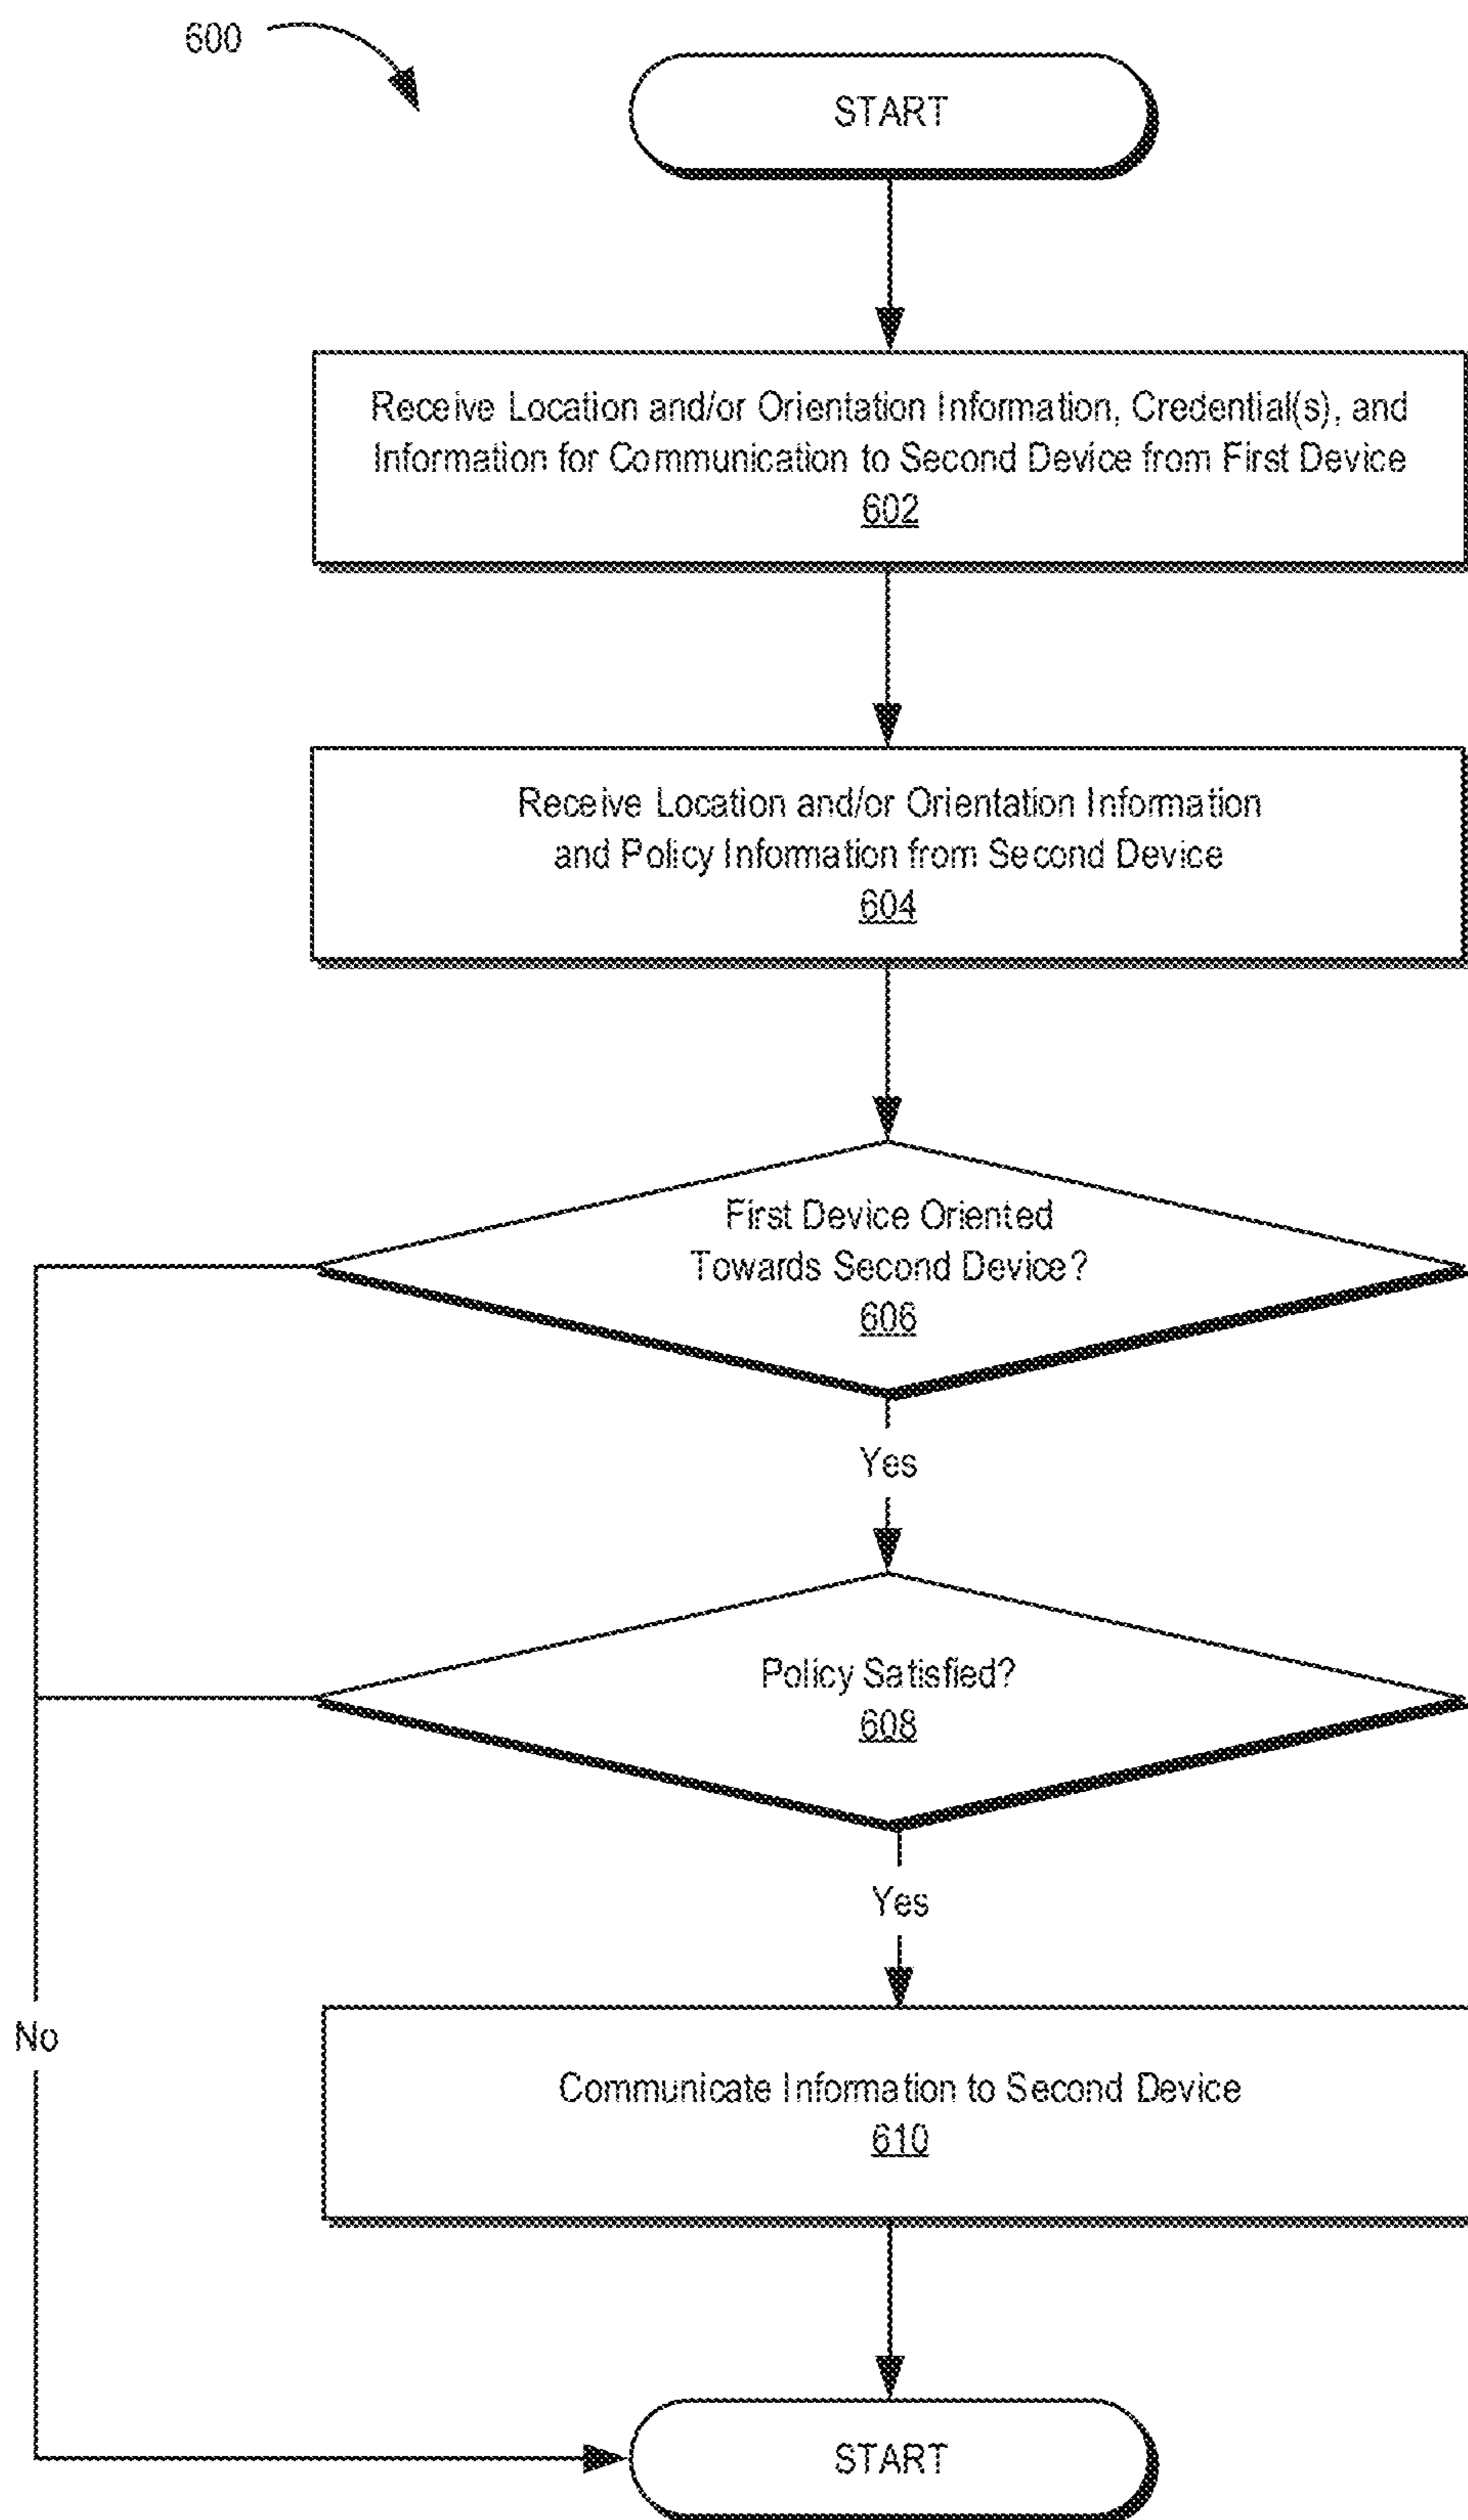 600
START
Receive Location and/or Orientation Information, Credential(s), and
Information for Communication to Second Device from First Device
602
Receive Location and/or Orientation Information
and Policy Information from Second Device
604
First Device Oriented
Towards Second Device?
606
Yes
Policy Satisfied?
608
Yes
No
Communicate Information to Second Device
610
START